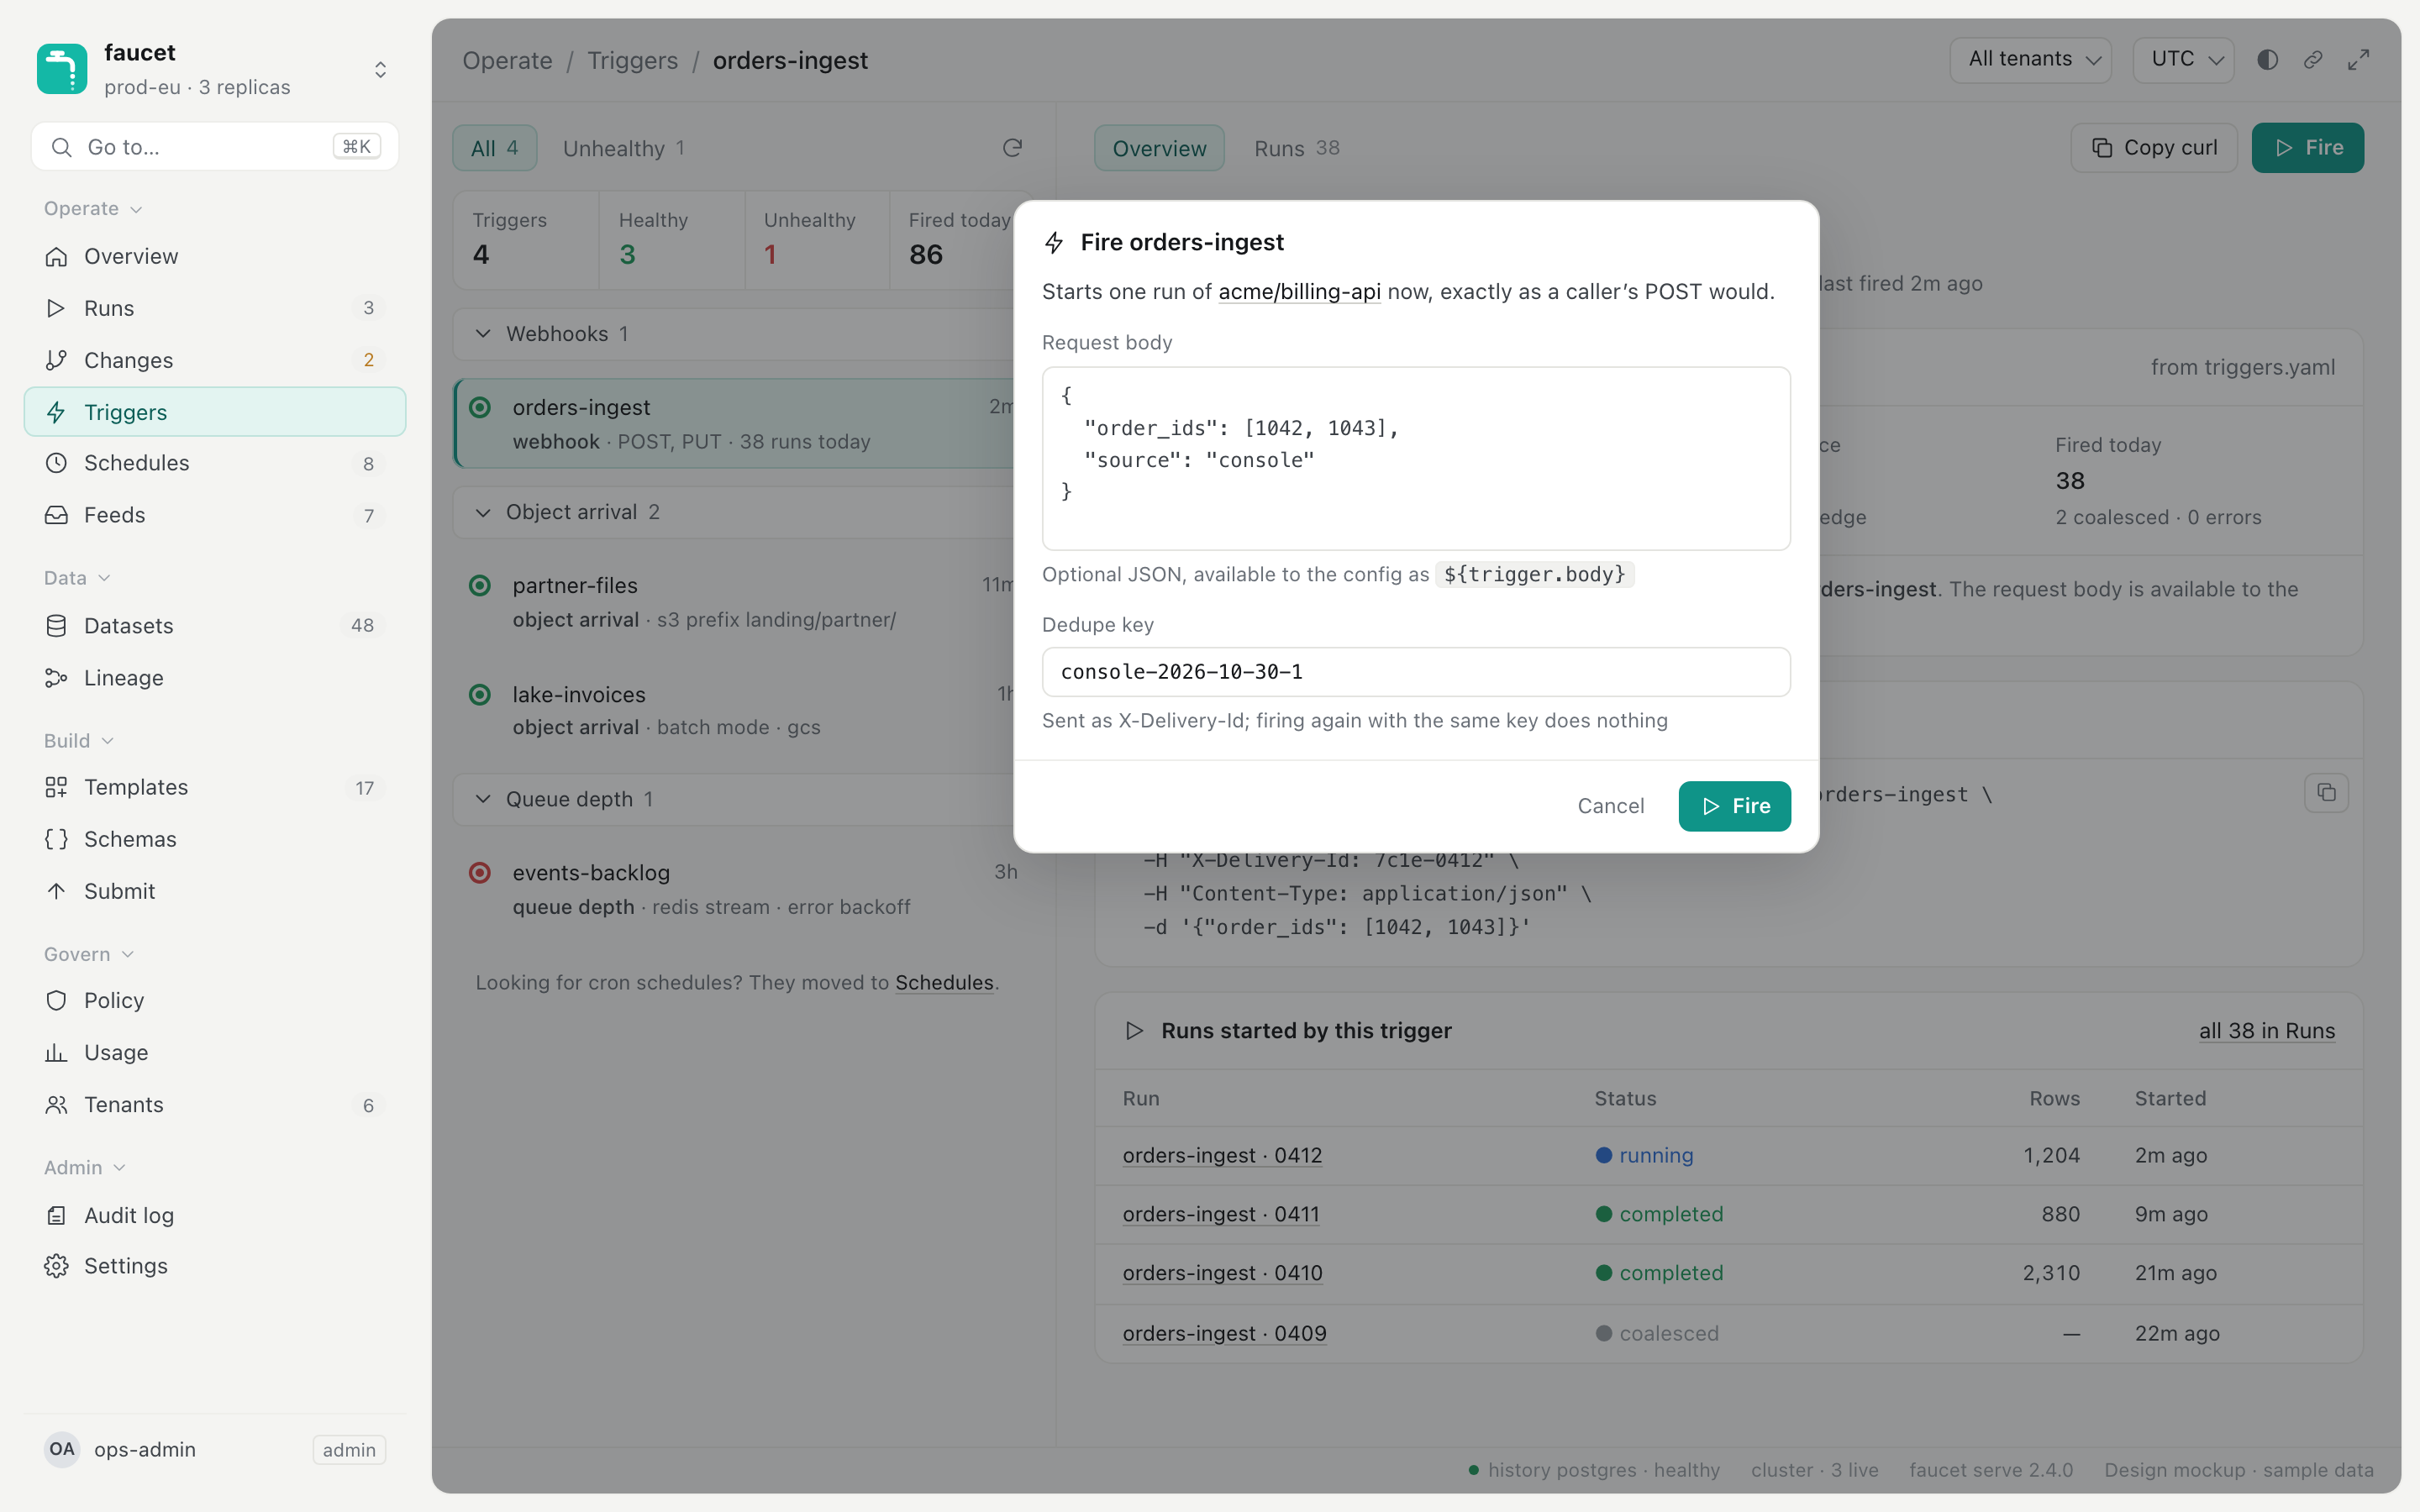 faucet
prod-eu · 3 replicas
Go to... ⌘K
Operate
Overview
Runs 3
Changes 2
Triggers
Schedules 8
Feeds 7
Data
Datasets 48
Lineage
Build
Templates 17
Schemas
Submit
Govern
Policy
Usage
Tenants 6
Admin
Audit log
Settings
OA ops-admin admin
Operate / Triggers / orders-ingest
All tenants UTC
All 4 Unhealthy 1
Triggers Healthy Unhealthy Fired today
4 3 1 86
Webhooks 1
orders-ingest 2m
webhook · POST, PUT · 38 runs today
Object arrival 2
partner-files 11m
object arrival · s3 prefix landing/partner/
lake-invoices 1h
object arrival · batch mode · gcs
Queue depth 1
events-backlog 3h
queue depth · redis stream · error backoff
Looking for cron schedules? They moved to Schedules.
Overview Runs 38
Copy curl Fire
last fired 2m ago
from triggers.yaml
Fired today
38
edge 2 coalesced · 0 errors
ders-ingest. The request body is available to the
orders-ingest \
-H "X-Delivery-Id: 7c1e-0412" \
-H "Content-Type: application/json" \
-d '{"order_ids": [1042, 1043]}'
Runs started by this trigger all 38 in Runs
Run Status Rows Started
orders-ingest · 0412 running 1,204 2m ago
orders-ingest · 0411 completed 880 9m ago
orders-ingest · 0410 completed 2,310 21m ago
orders-ingest · 0409 coalesced — 22m ago
Fire orders-ingest
Starts one run of acme/billing-api now, exactly as a caller’s POST would.
Request body
{
"order_ids": [1042, 1043],
"source": "console"
}
Optional JSON, available to the config as ${trigger.body}
Dedupe key
console-2026-10-30-1
Sent as X-Delivery-Id; firing again with the same key does nothing
Cancel Fire
history postgres · healthy cluster · 3 live faucet serve 2.4.0 Design mockup · sample data